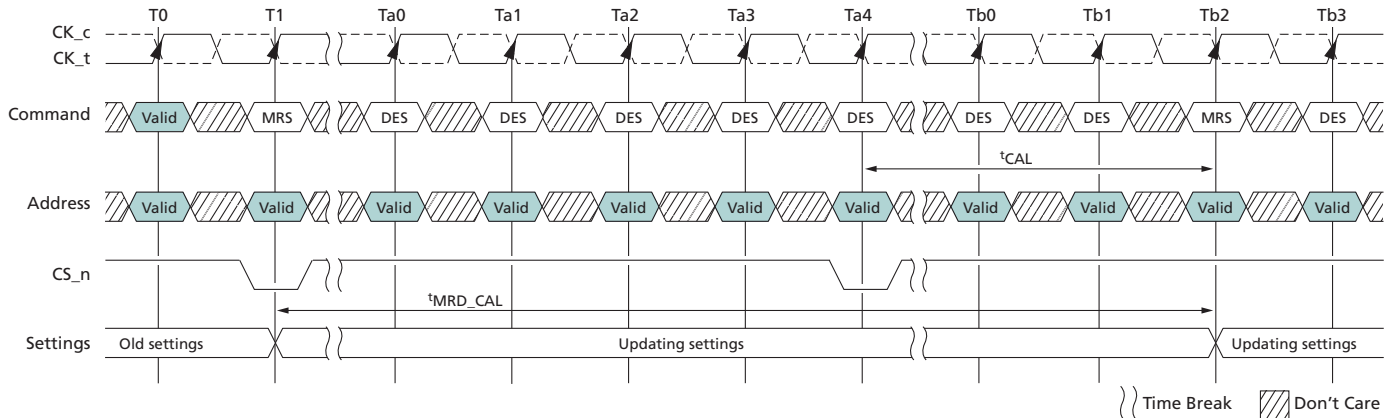 T0 T1 Ta0 Ta1 Ta2 Ta3 Ta4 Tb0 Tb1 Tb2 Tb3
CK_c
CK_t
Command Valid MRS DES DES DES DES DES DES DES MRS DES
tCAL
Address Valid Valid Valid Valid Valid Valid Valid Valid Valid Valid Valid
CS_n
tMRD_CAL
Settings Old settings Updating settings Updating settings
Time Break Don't Care